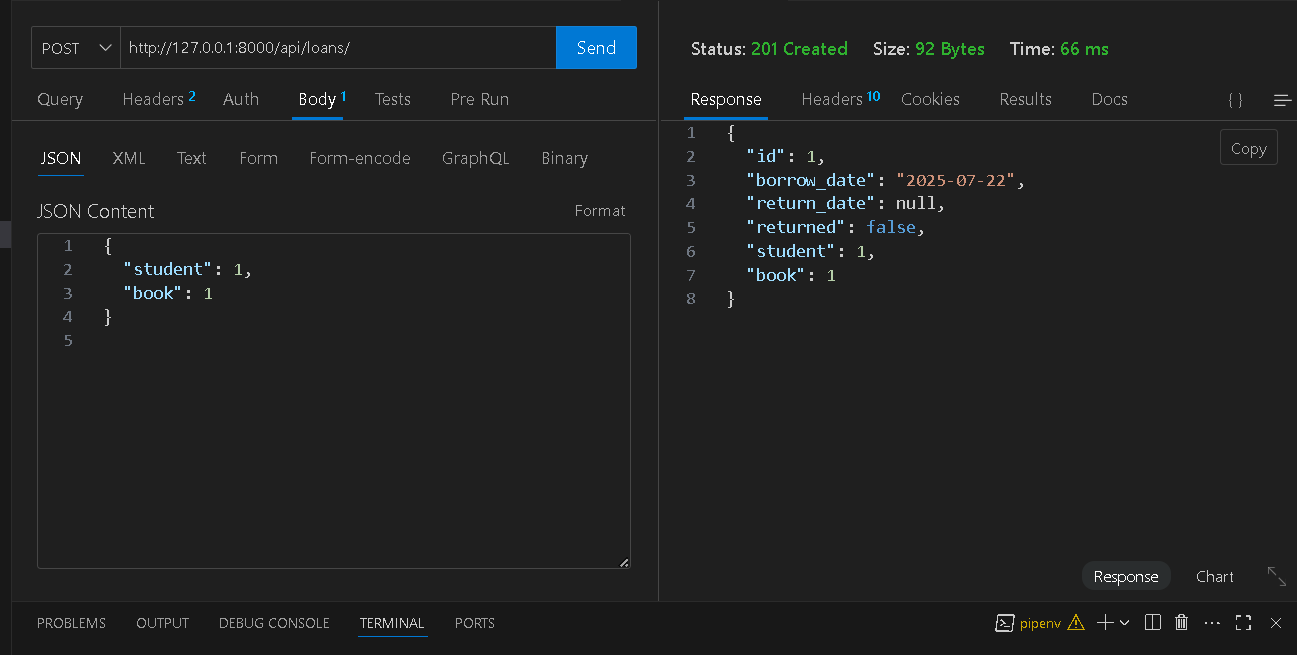 POST http://127.0.0.1:8000/api/loans/ Send
Query Headers 2 Auth Body 1 Tests Pre Run
JSON XML Text Form Form-encode GraphQL Binary
JSON Content Format
1 {
2 "student": 1,
3 "book": 1
4 }
5
Status: 201 Created Size: 92 Bytes Time: 66 ms
Response Headers 10 Cookies Results Docs { }
Copy
1 {
2 "id": 1,
3 "borrow_date": "2025-07-22",
4 "return_date": null,
5 "returned": false,
6 "student": 1,
7 "book": 1
8 }
Response Chart
PROBLEMS OUTPUT DEBUG CONSOLE TERMINAL PORTS pipenv